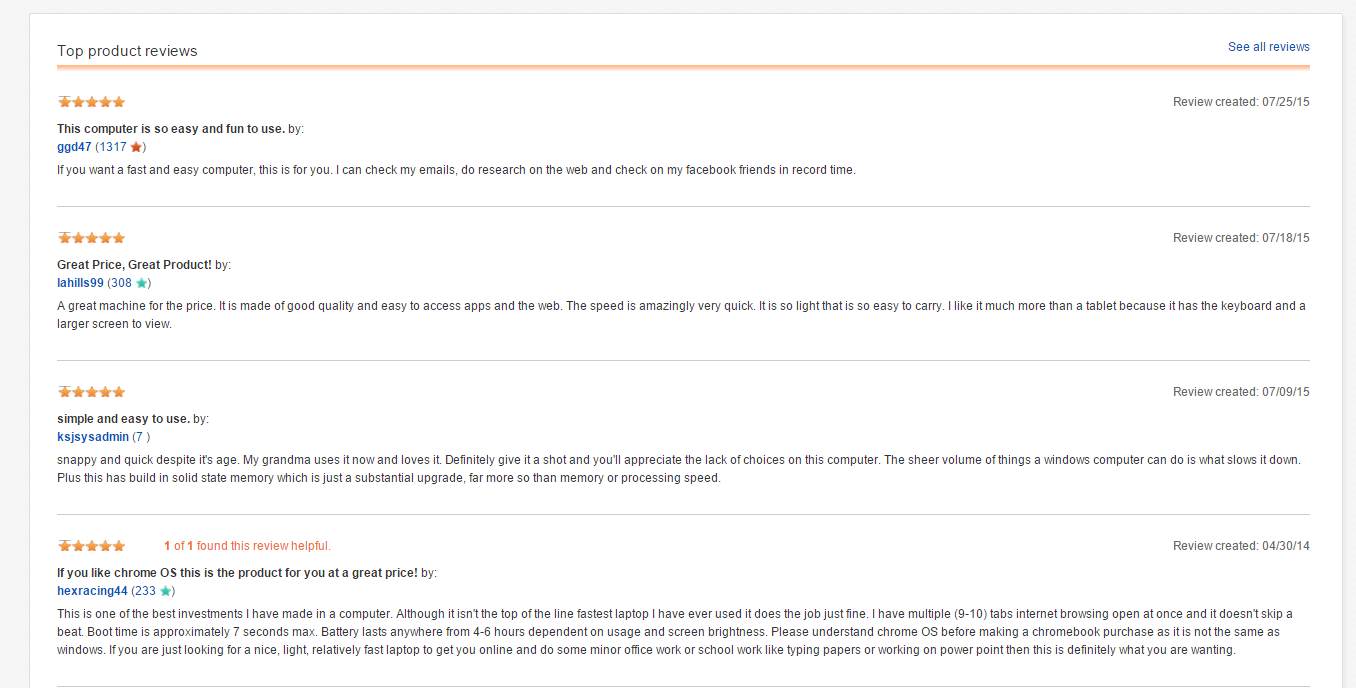 Top product reviews
See all reviews
Review created: 07/25/15
This computer is so easy and fun to use. by:
ggd47 (1317 )
If you want a fast and easy computer, this is for you. I can check my emails, do research on the web and check on my facebook friends in record time.
Review created: 07/18/15
Great Price, Great Product! by:
lahills99 (308 )
A great machine for the price. It is made of good quality and easy to access apps and the web. The speed is amazingly very quick. It is so light that is so easy to carry. I like it much more than a tablet because it has the keyboard and a
larger screen to view.
Review created: 07/09/15
simple and easy to use. by:
ksjsysadmin (7 )
snappy and quick despite it's age. My grandma uses it now and loves it. Definitely give it a shot and you'll appreciate the lack of choices on this computer. The sheer volume of things a windows computer can do is what slows it down.
Plus this has build in solid state memory which is just a substantial upgrade, far more so than memory or processing speed.
1 of 1 found this review helpful.
Review created: 04/30/14
If you like chrome OS this is the product for you at a great price! by:
hexracing44 (233 )
This is one of the best investments I have made in a computer. Although it isn't the top of the line fastest laptop I have ever used it does the job just fine. I have multiple (9-10) tabs internet browsing open at once and it doesn't skip a
beat. Boot time is approximately 7 seconds max. Battery lasts anywhere from 4-6 hours dependent on usage and screen brightness. Please understand chrome OS before making a chromebook purchase as it is not the same as
windows. If you are just looking for a nice, light, relatively fast laptop to get you online and do some minor office work or school work like typing papers or working on power point then this is definitely what you are wanting.